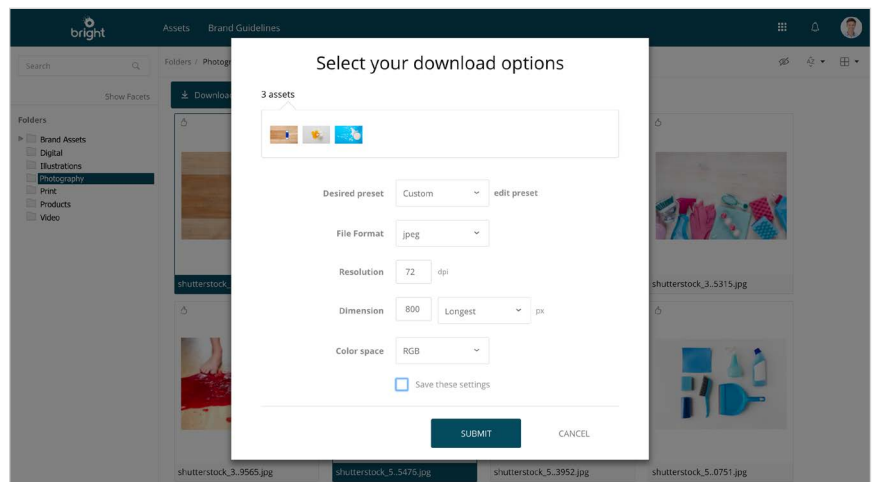 bright
Assets Brand Guidelines
Search
Folders / Photogr
Show Facets
Downloa
Folders
Brand Assets
Digital
Illustrations
Photography
Print
Products
Video
Select your download options
3 assets
Desired preset Custom edit preset
File Format jpeg
Resolution 72 dpi
Dimension 800 Longest px
Color space RGB
Save these settings
SUBMIT CANCEL
shutterstock_
shutterstock_3..5315.jpg
shutterstock_3..9565.jpg shutterstock_5..5476.jpg shutterstock_5..3952.jpg shutterstock_5..0751.jpg